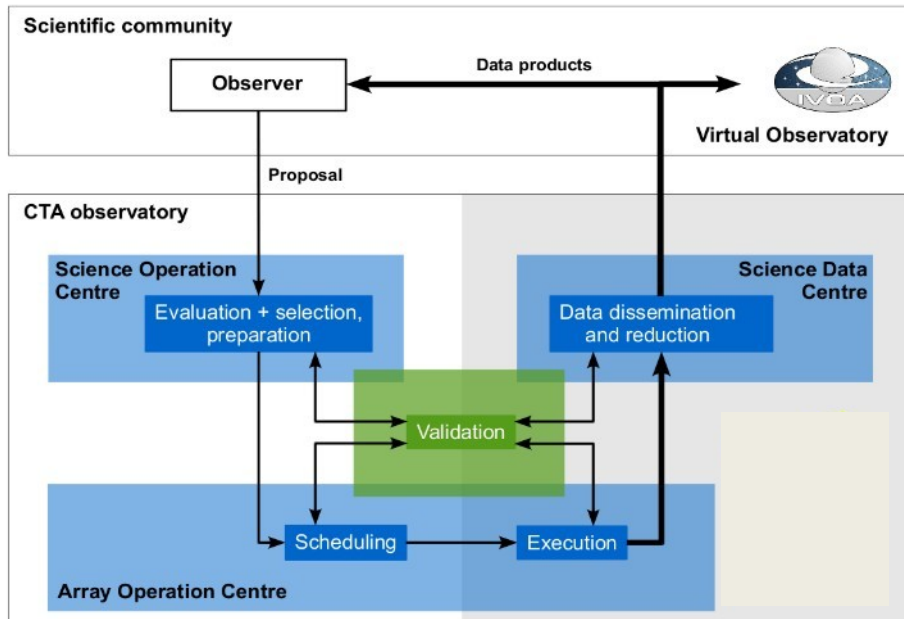 Scientific community
Observer
Data products
IVOA
Virtual Observatory
Proposal
CTA observatory
Science Operation
Centre
Evaluation + selection,
preparation
Science Data
Centre
Data dissemination
and reduction
Validation
Scheduling
Execution
Array Operation Centre